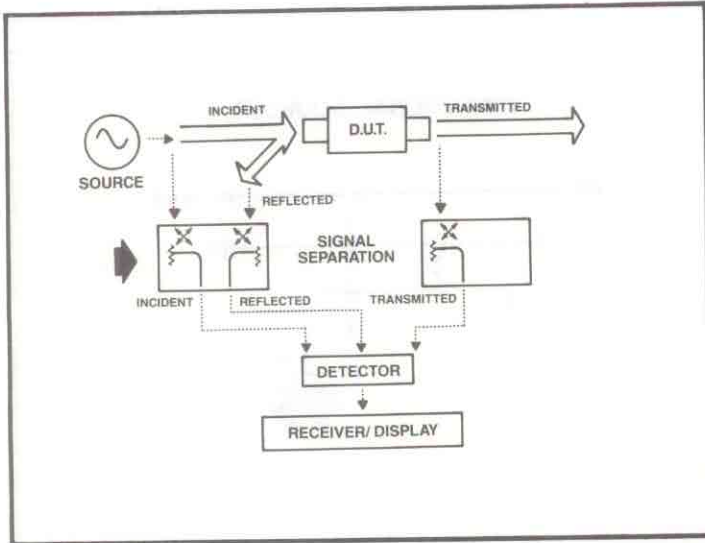 INCIDENT
D.U.T.
TRANSMITTED
SOURCE
REFLECTED
SIGNAL
SEPARATION
INCIDENT
REFLECTED
TRANSMITTED
DETECTOR
RECEIVER/ DISPLAY